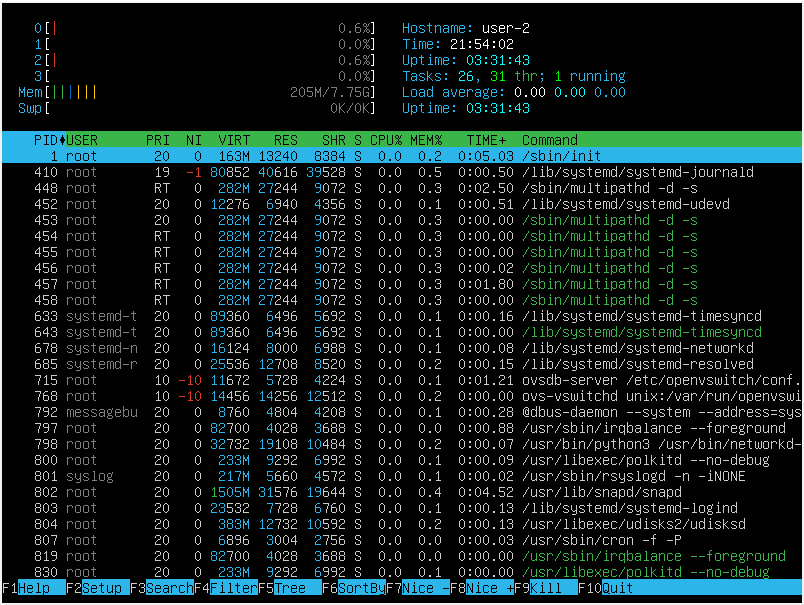 0[| 0.6%] Hostname: user-2
1[ 0.0%] Time: 21:54:02
2[| 0.6%] Uptime: 03:31:43
3[ 0.0%] Tasks: 26, 31 thr; 1 running
Mem[|||||| 205M/7.75G] Load average: 0.00 0.00 0.00
Swp[ 0K/0K] Uptime: 03:31:43
PID♦USER PRI NI VIRT RES SHR S CPU% MEM% TIME+ Command
1 root 20 0 163M 13240 8384 S 0.0 0.2 0:05.03 /sbin/init
410 root 19 -1 80852 40616 39528 S 0.0 0.5 0:00.50 /lib/systemd/systemd-journald
448 root RT 0 282M 27244 9072 S 0.0 0.3 0:02.50 /sbin/multipathd -d -s
452 root 20 0 12276 6940 4356 S 0.0 0.1 0:00.51 /lib/systemd/systemd-udevd
453 root 20 0 282M 27244 9072 S 0.0 0.3 0:00.00 /sbin/multipathd -d -s
454 root RT 0 282M 27244 9072 S 0.0 0.3 0:00.00 /sbin/multipathd -d -s
455 root RT 0 282M 27244 9072 S 0.0 0.3 0:00.00 /sbin/multipathd -d -s
456 root RT 0 282M 27244 9072 S 0.0 0.3 0:00.02 /sbin/multipathd -d -s
457 root RT 0 282M 27244 9072 S 0.0 0.3 0:01.80 /sbin/multipathd -d -s
458 root RT 0 282M 27244 9072 S 0.0 0.3 0:00.00 /sbin/multipathd -d -s
633 systemd-t 20 0 89360 6496 5692 S 0.0 0.1 0:00.16 /lib/systemd/systemd-timesyncd
643 systemd-t 20 0 89360 6496 5692 S 0.0 0.1 0:00.00 /lib/systemd/systemd-timesyncd
678 systemd-n 20 0 16124 8000 6988 S 0.0 0.1 0:00.08 /lib/systemd/systemd-networkd
685 systemd-r 20 0 25536 12708 8520 S 0.0 0.2 0:00.15 /lib/systemd/systemd-resolved
715 root 10 -10 11672 5728 4224 S 0.0 0.1 0:01.21 ovsdb-server /etc/openvswitch/conf.
768 root 10 -10 14456 14256 12512 S 0.0 0.2 0:00.00 ovs-vswitchd unix:/var/run/openvswi
792 messagebu 20 0 8760 4804 4208 S 0.0 0.1 0:00.28 @dbus-daemon --system --address=sys
797 root 20 0 82700 4028 3688 S 0.0 0.0 0:00.88 /usr/sbin/irqbalance --foreground
798 root 20 0 32732 19108 10484 S 0.0 0.2 0:00.07 /usr/bin/python3 /usr/bin/networkd-
800 root 20 0 233M 9292 6992 S 0.0 0.1 0:00.09 /usr/libexec/polkitd --no-debug
801 syslog 20 0 217M 5660 4572 S 0.0 0.1 0:00.02 /usr/sbin/rsyslogd -n -iNONE
802 root 20 0 1505M 31576 19644 S 0.0 0.4 0:04.52 /usr/lib/snapd/snapd
803 root 20 0 23532 7728 6760 S 0.0 0.1 0:00.13 /lib/systemd/systemd-logind
804 root 20 0 383M 12732 10592 S 0.0 0.2 0:00.13 /usr/libexec/udisks2/udisksd
807 root 20 0 6896 3004 2756 S 0.0 0.0 0:00.03 /usr/sbin/cron -f -P
819 root 20 0 82700 4028 3688 S 0.0 0.0 0:00.00 /usr/sbin/irqbalance --foreground
830 root 20 0 233M 9292 6992 S 0.0 0.1 0:00.00 /usr/libexec/polkitd --no-debug
F1Help F2Setup F3SearchF4FilterF5Tree F6SortByF7Nice -F8Nice +F9Kill F10Quit